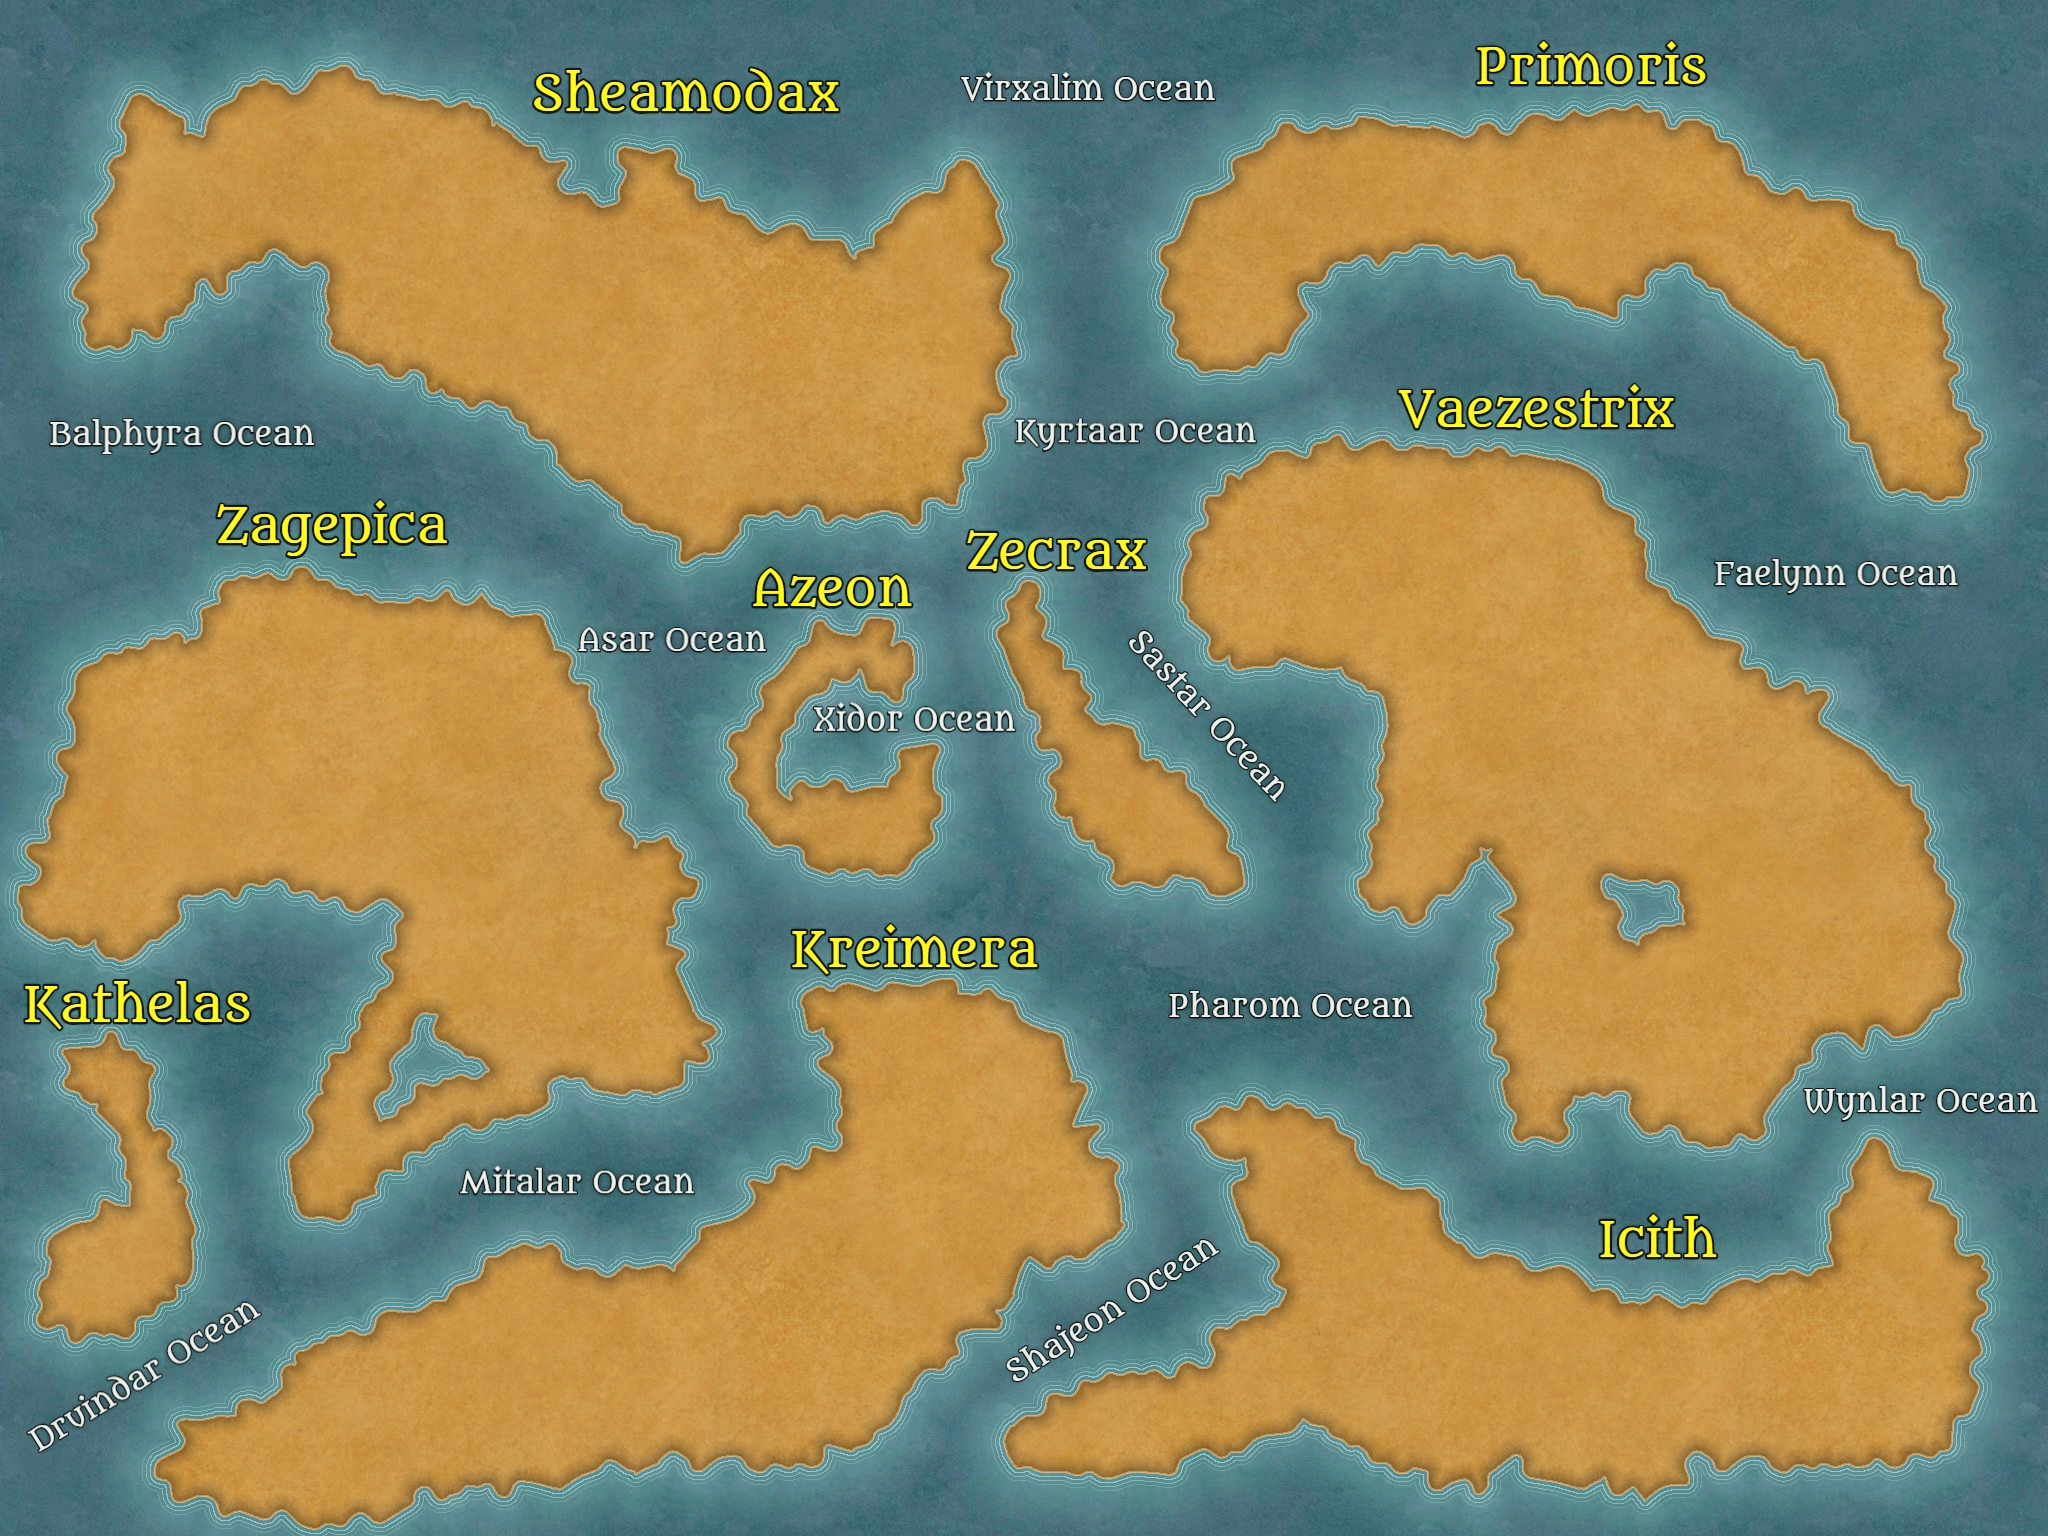 Primoris
Sheamodax
Virxalim Ocean
Vaezestrix
Balphyra Ocean
Kyrtaar Ocean
Zagepica
Zecrax
Faelynn Ocean
Azeon
Asar Ocean
Sastar Ocean
Xidor Ocean
Kreimera
Kathelas
Pharom Ocean
Wynlar Ocean
Mitalar Ocean
Icith
Shajeon Ocean
Drvindar Ocean